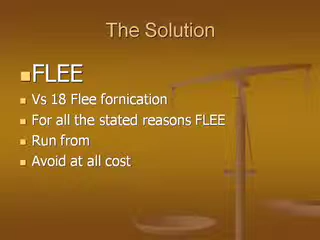 The Solution
FLEE
Vs 18 Flee fornication
For all the stated reasons FLEE
Run from
Avoid at all cost